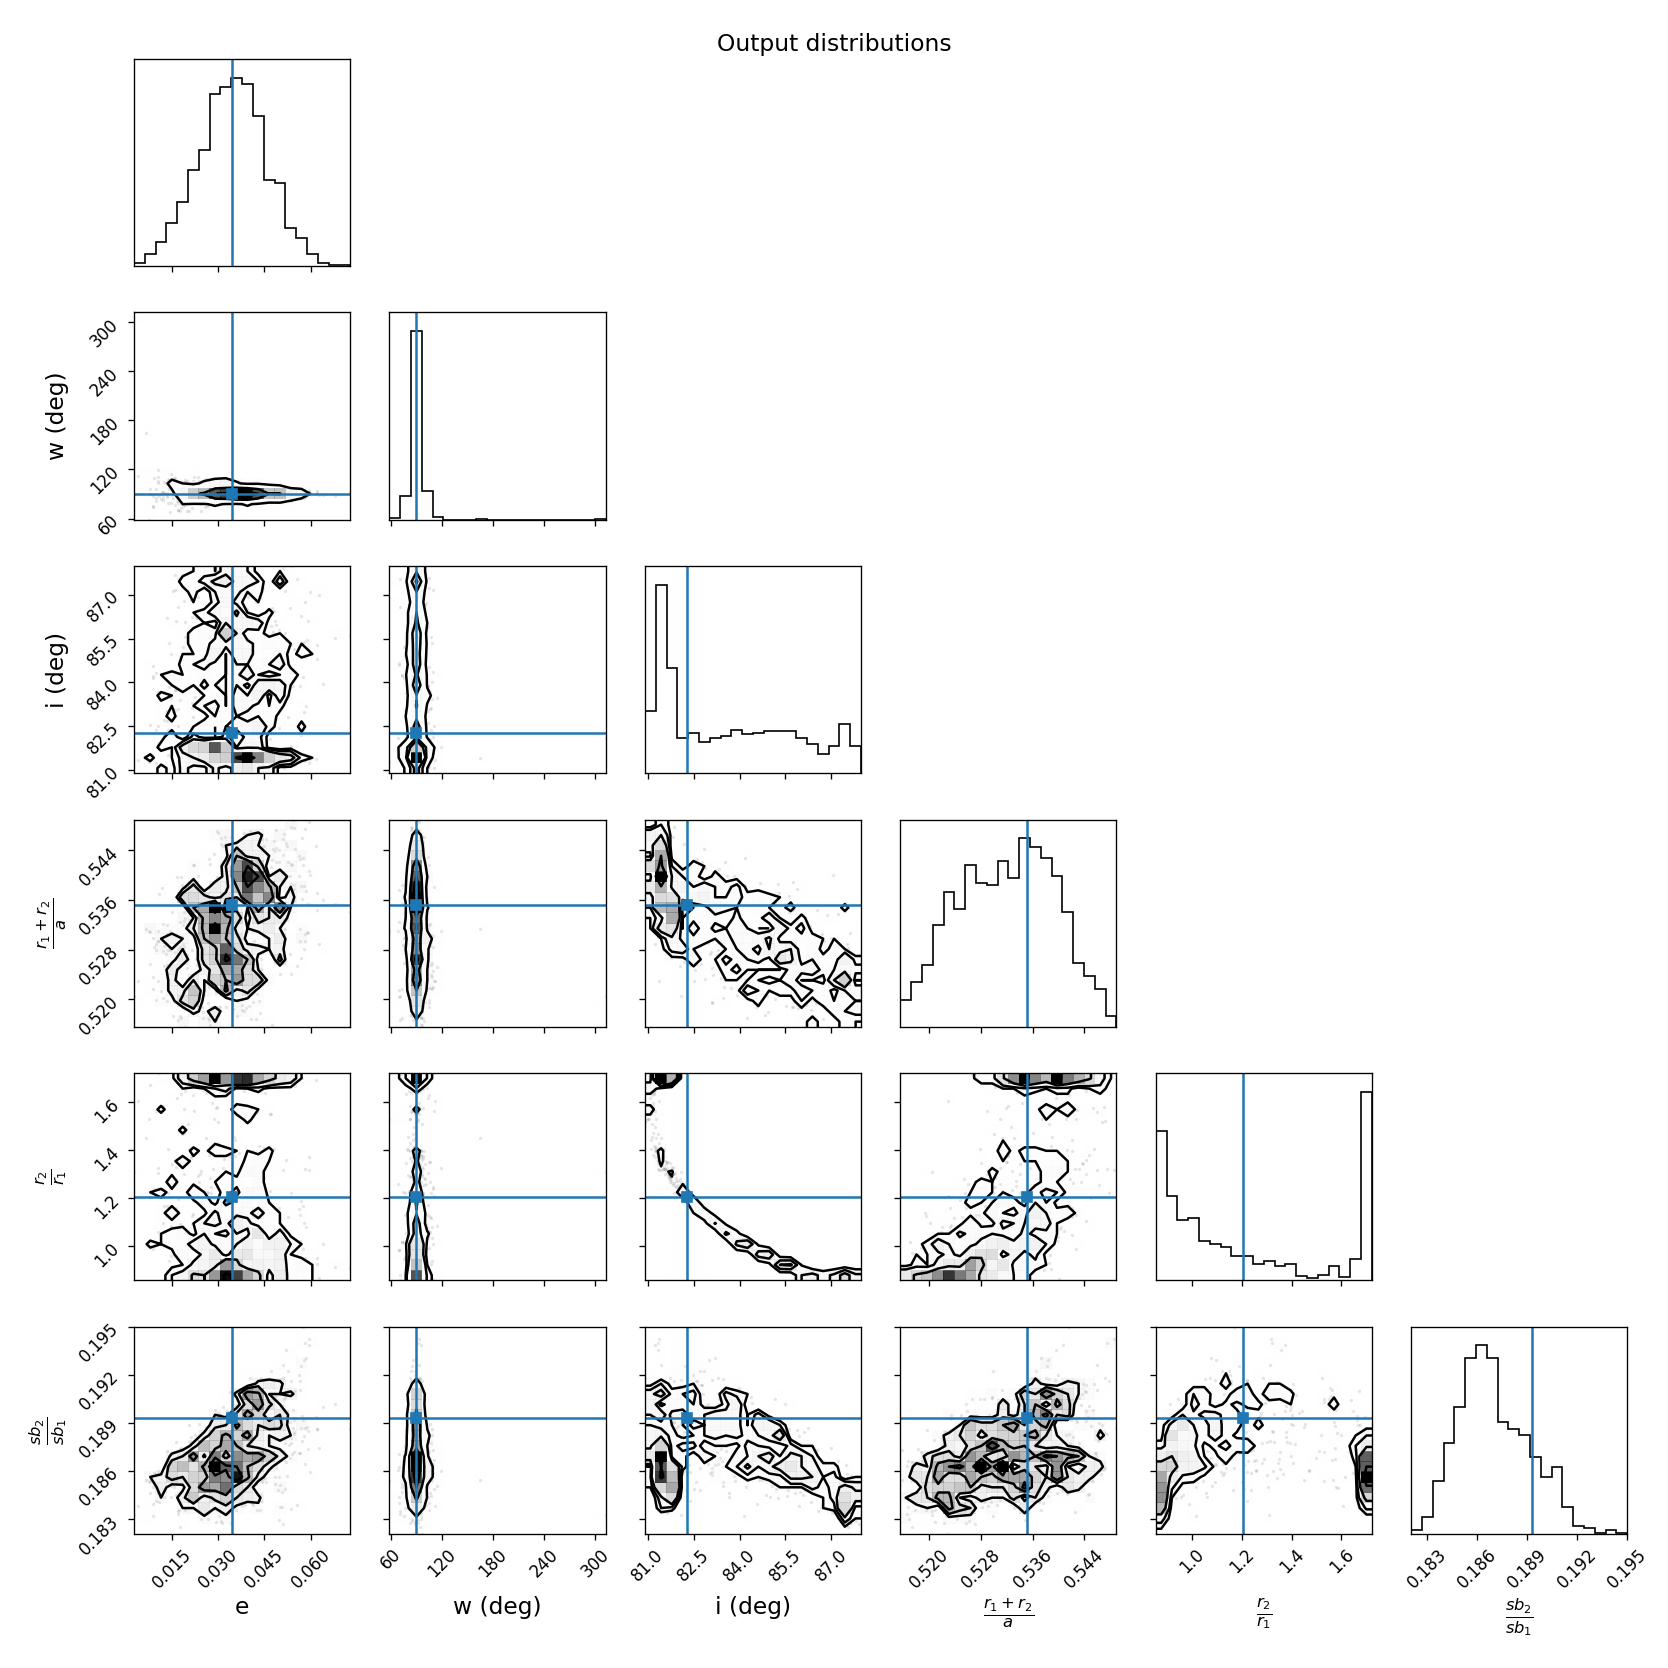 Output distributions
300
240
180
120
60
w (deg)
87.0
85.5
84.0
82.5
81.0
i (deg)
0.544
0.536
0.528
0.520
r₁ + r₂
a
1.6
1.4
1.2
1.0
r₂
r₁
0.195
0.192
0.189
0.186
0.183
sb₂
sb₁
0.015 0.030 0.045 0.060
60 120 180 240 300
81.0 82.5 84.0 85.5 87.0
0.520 0.528 0.536 0.544
1.0 1.2 1.4 1.6
0.183 0.186 0.189 0.192 0.195
e
w (deg)
i (deg)
r₁ + r₂
a
r₂
r₁
sb₂
sb₁